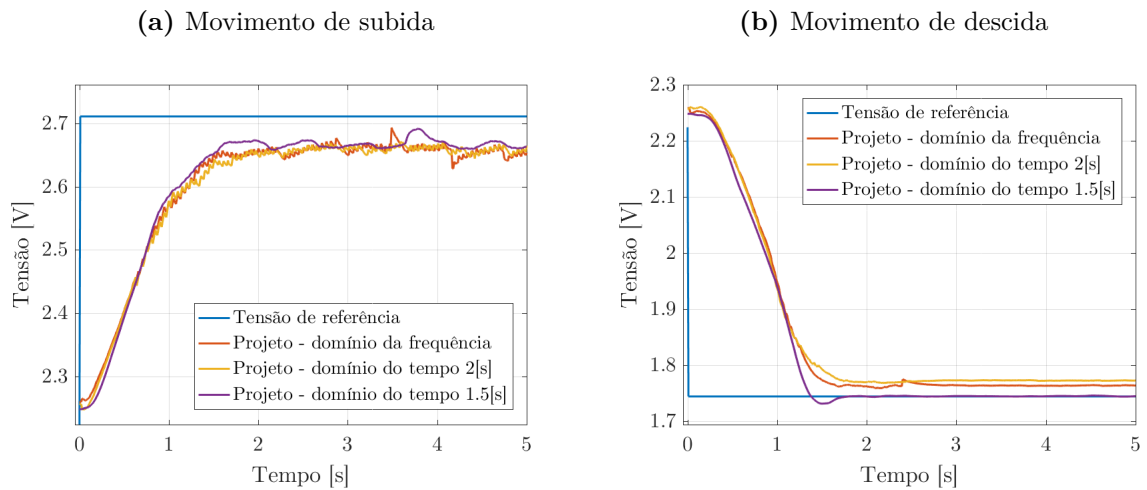 (a) Movimento de subida
2.7
2.6
2.5
2.4
2.3
Tensão [V]
Tensão de referência
Projeto - domínio da frequência
Projeto - domínio do tempo 2[s]
Projeto - domínio do tempo 1.5[s]
0 1 2 3 4 5
Tempo [s]
(b) Movimento de descida
2.3
2.2
2.1
2
1.9
1.8
1.7
Tensão [V]
Tensão de referência
Projeto - domínio da frequência
Projeto - domínio do tempo 2[s]
Projeto - domínio do tempo 1.5[s]
0 1 2 3 4 5
Tempo [s]